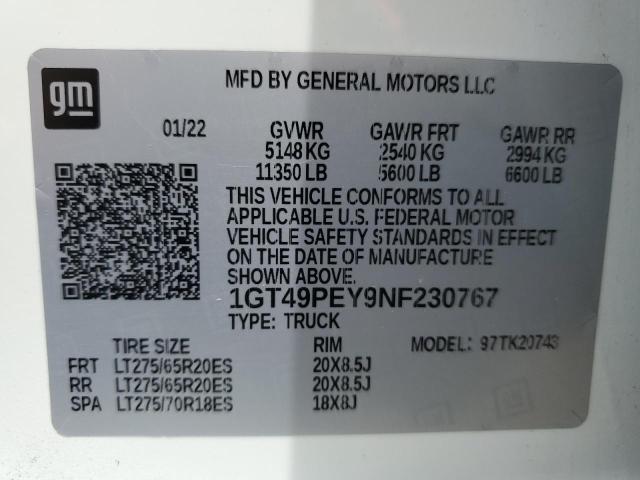 gm
MFD BY GENERAL MOTORS LLC
01/22 GVWR GAWR FRT GAWR RR
5148 KG 2540 KG 2994 KG
11350 LB 5600 LB 6600 LB
THIS VEHICLE CONFORMS TO ALL
APPLICABLE U.S. FEDERAL MOTOR
VEHICLE SAFETY STANDARDS IN EFFECT
ON THE DATE OF MANUFACTURE
SHOWN ABOVE.
1GT49PEY9NF230767
TYPE: TRUCK MODEL: 97TK20743
TIRE SIZE RIM
FRT LT275/65R20ES 20X8.5J
RR LT275/65R20ES 20X8.5J
SPA LT275/70R18ES 18X8J